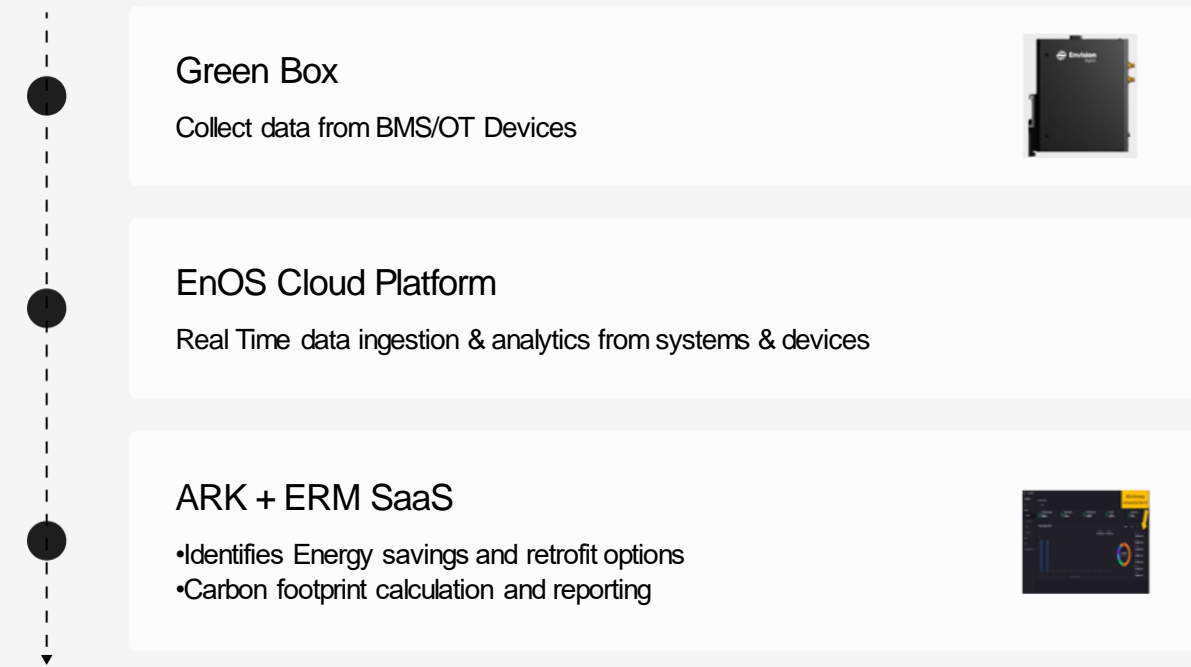 Green Box
Envision
Collect data from BMS/OT Devices
EnOS Cloud Platform
Real Time data ingestion & analytics from systems & devices
ARK + ERM SaaS
•Identifies Energy savings and retrofit options
•Carbon footprint calculation and reporting